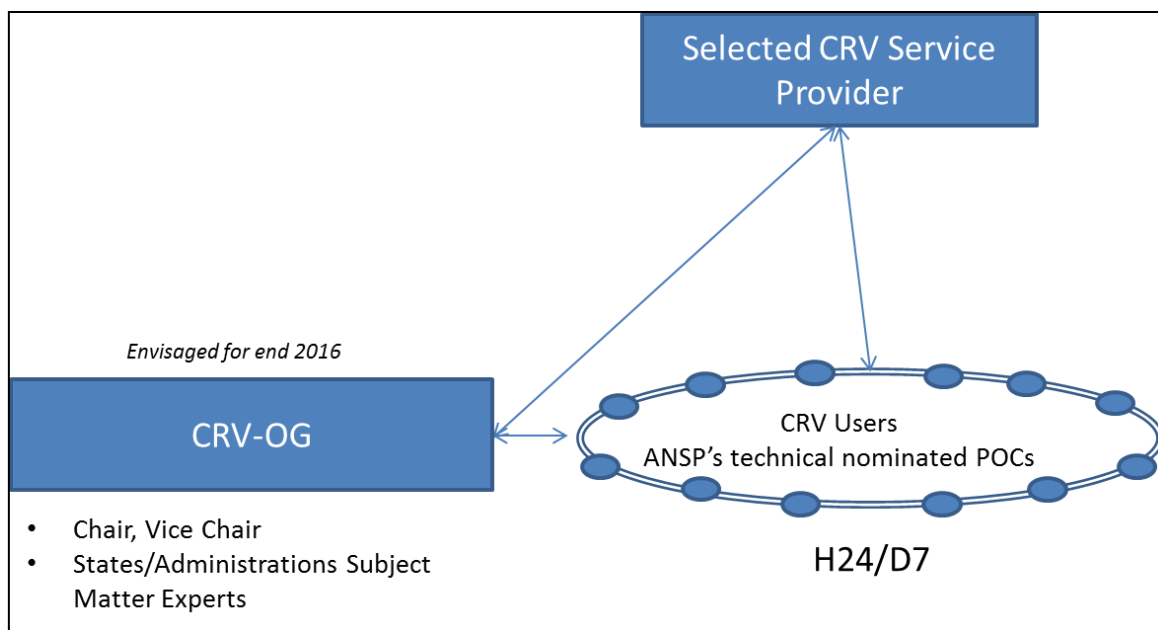 Selected CRV Service
Provider
Envisaged for end 2016
CRV-OG
CRV Users
ANSP's technical nominated POCs
• Chair, Vice Chair
• States/Administrations Subject
Matter Experts
H24/D7